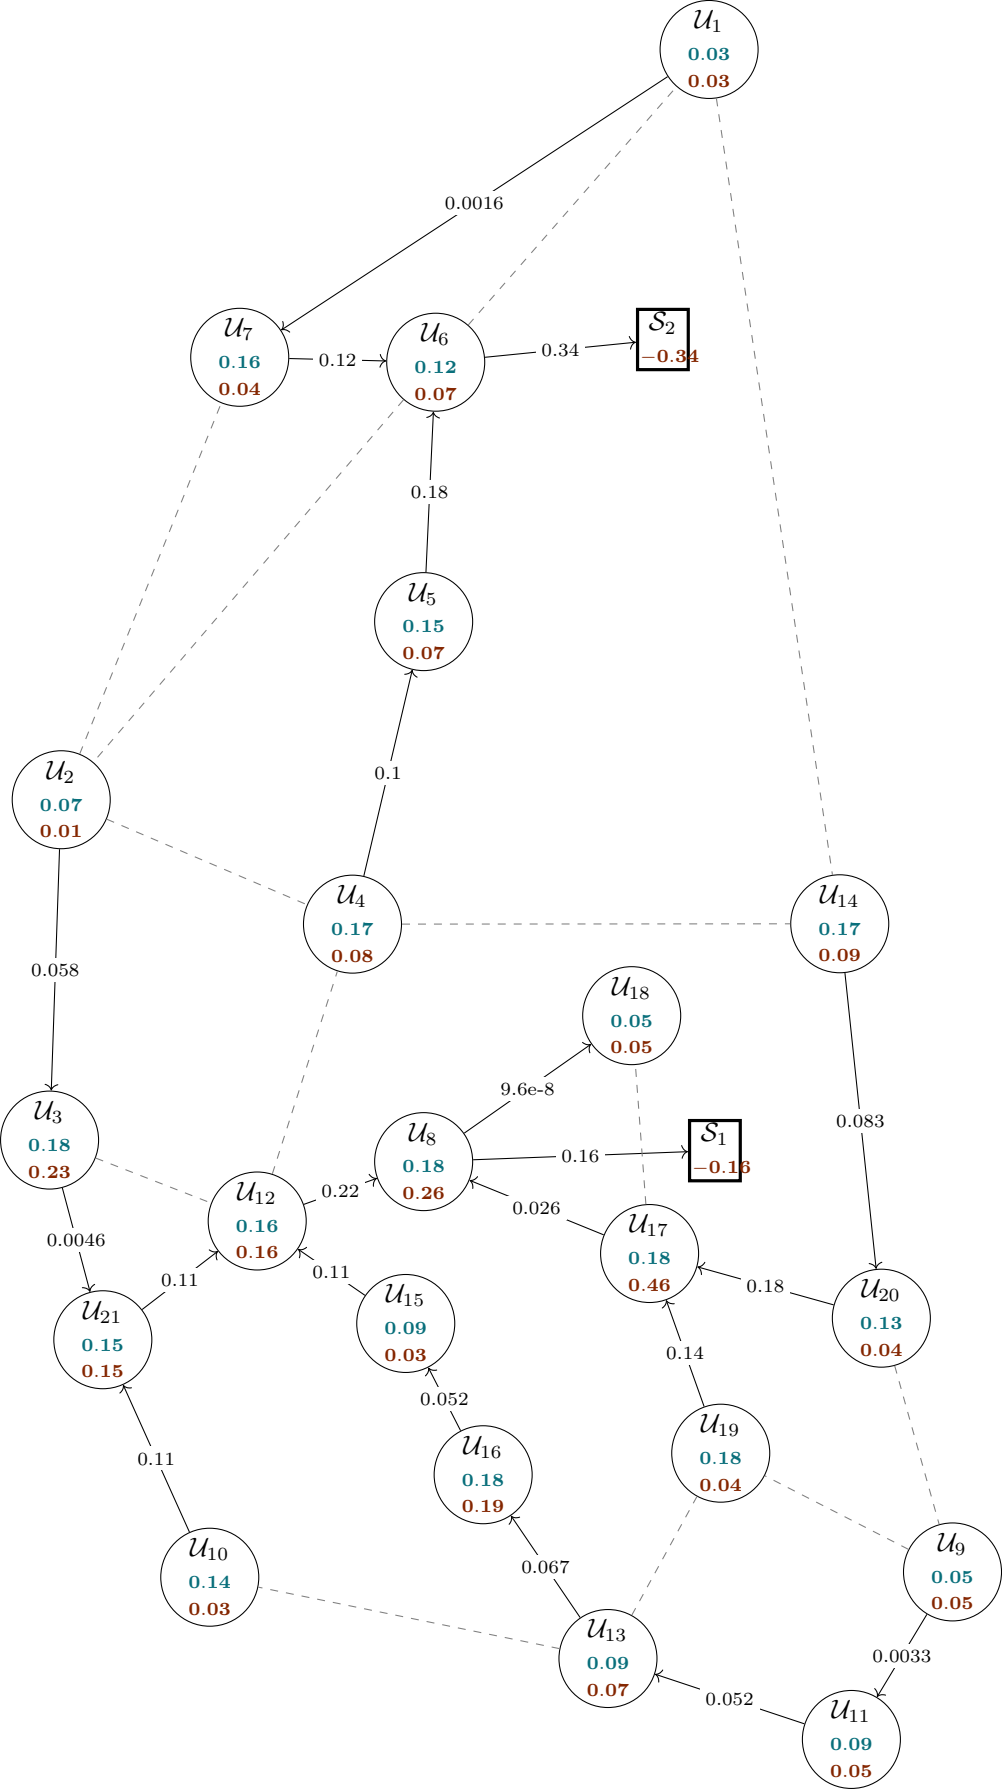 𝒰₁
0.03
0.03
0.0016
𝒰₇
0.16
0.04
0.12
𝒰₆
0.12
0.07
0.34
𝒮₂
−0.34
0.18
𝒰₅
0.15
0.07
0.1
𝒰₂
0.07
0.01
𝒰₄
0.17
0.08
𝒰₁₄
0.17
0.09
0.058
𝒰₁₈
0.05
0.05
9.6e-8
0.083
𝒰₃
0.18
0.23
𝒰₈
0.18
0.26
0.16
𝒮₁
−0.16
𝒰₁₂
0.16
0.16
0.22
0.026
𝒰₁₇
0.18
0.46
0.0046
0.11
0.11
0.18
𝒰₂₁
0.15
0.15
𝒰₁₅
0.09
0.03
𝒰₂₀
0.13
0.04
0.14
0.052
0.11
𝒰₁₆
0.18
0.19
𝒰₁₉
0.18
0.04
𝒰₁₀
0.14
0.03
0.067
𝒰₉
0.05
0.05
𝒰₁₃
0.09
0.07
0.0033
0.052
𝒰₁₁
0.09
0.05